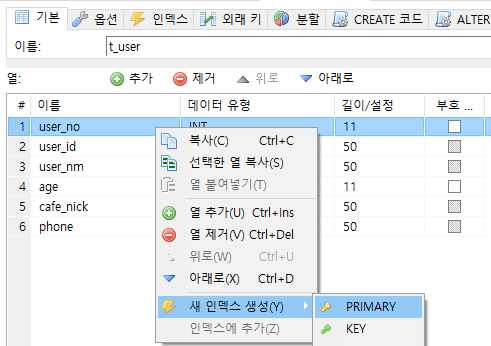 기본 옵션 인덱스 외래 키 분할 CREATE 코드 ALTER
이름: t_user
열: 추가 제거 위로 아래로
# 이름 데이터 유형 길이/설정 부호 ...
1 user_no INT 11
2 user_id 50
3 user_nm 50
4 age 11
5 cafe_nick 50
6 phone 50
복사(C) Ctrl+C
선택한 열 복사(S)
열 붙여넣기(T)
열 추가(U) Ctrl+Ins
열 제거(V) Ctrl+Del
위로(W) Ctrl+U
아래로(X) Ctrl+D
새 인덱스 생성(Y)
인덱스에 추가(Z)
PRIMARY
KEY